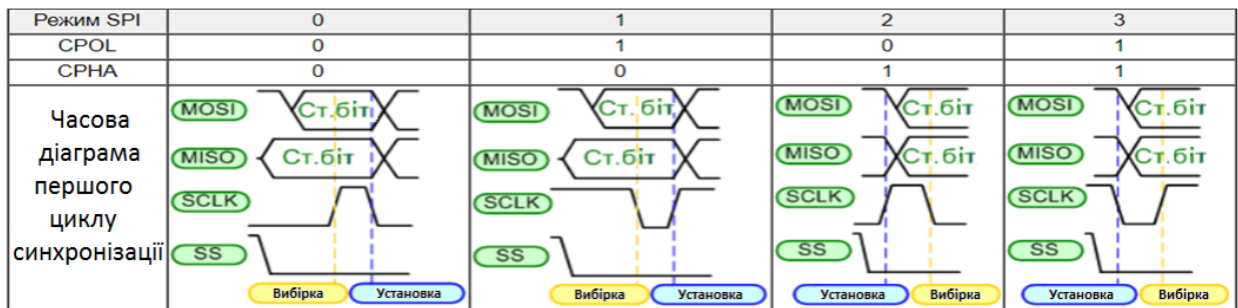 Режим SPI 0 1 2 3
CPOL 0 1 0 1
CPHA 0 0 1 1
Часова
діаграма
першого
циклу
синхронізації
MOSI Ст.біт
MISO Ст.біт
SCLK
SS
Вибірка Установка
MOSI Ст.біт
MISO Ст.біт
SCLK
SS
Вибірка Установка
MOSI Ст.біт
MISO Ст.біт
SCLK
SS
Установка Вибірка
MOSI Ст.біт
MISO Ст.біт
SCLK
SS
Установка Вибірка